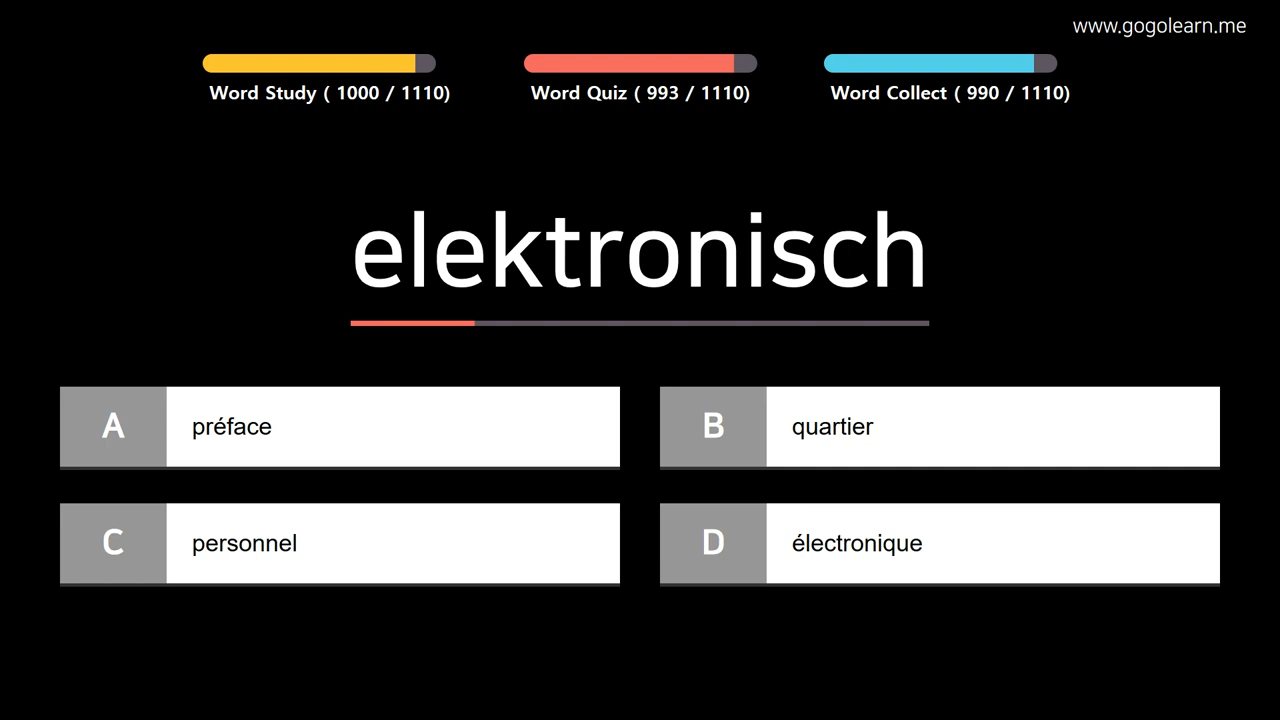 www.gogolearn.me
Word Study ( 1000 / 1110)
Word Quiz ( 993 / 1110)
Word Collect ( 990 / 1110)
elektronisch
A préface
B quartier
C personnel
D électronique